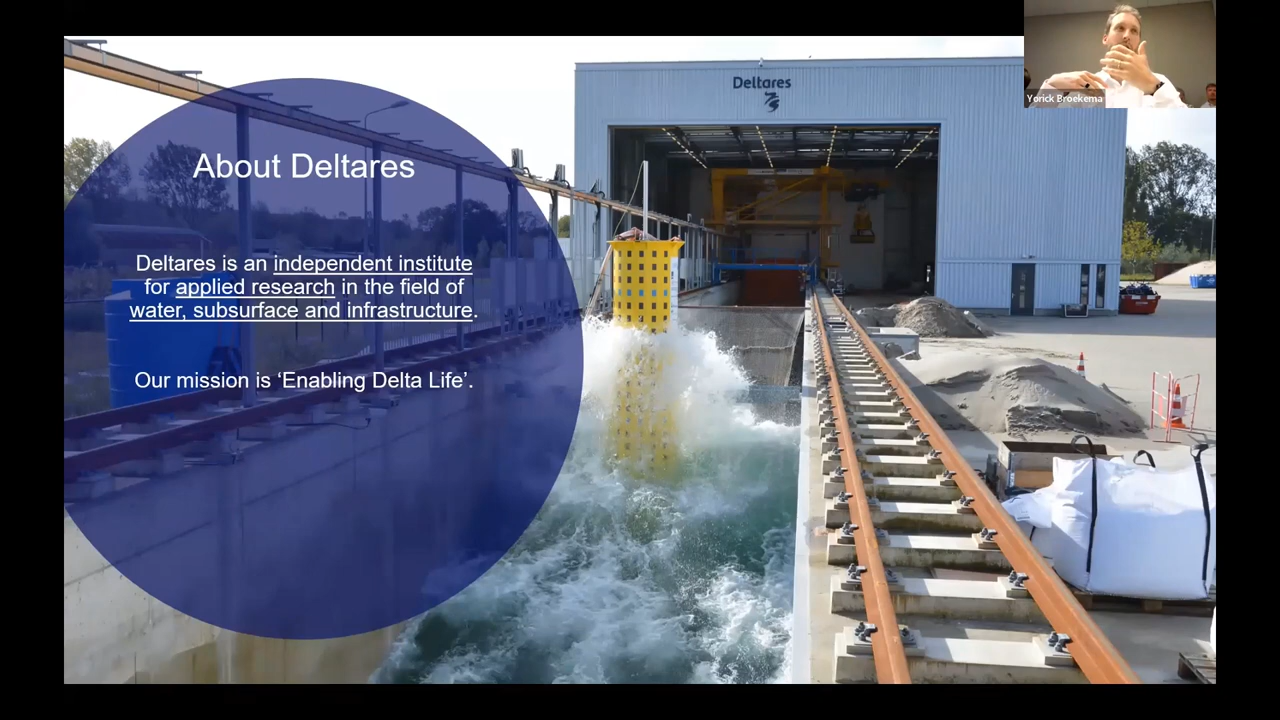 Deltares
Yorick Broekema
About Deltares
Deltares is an independent institute
for applied research in the field of
water, subsurface and infrastructure.
Our mission is ‘Enabling Delta Life’.